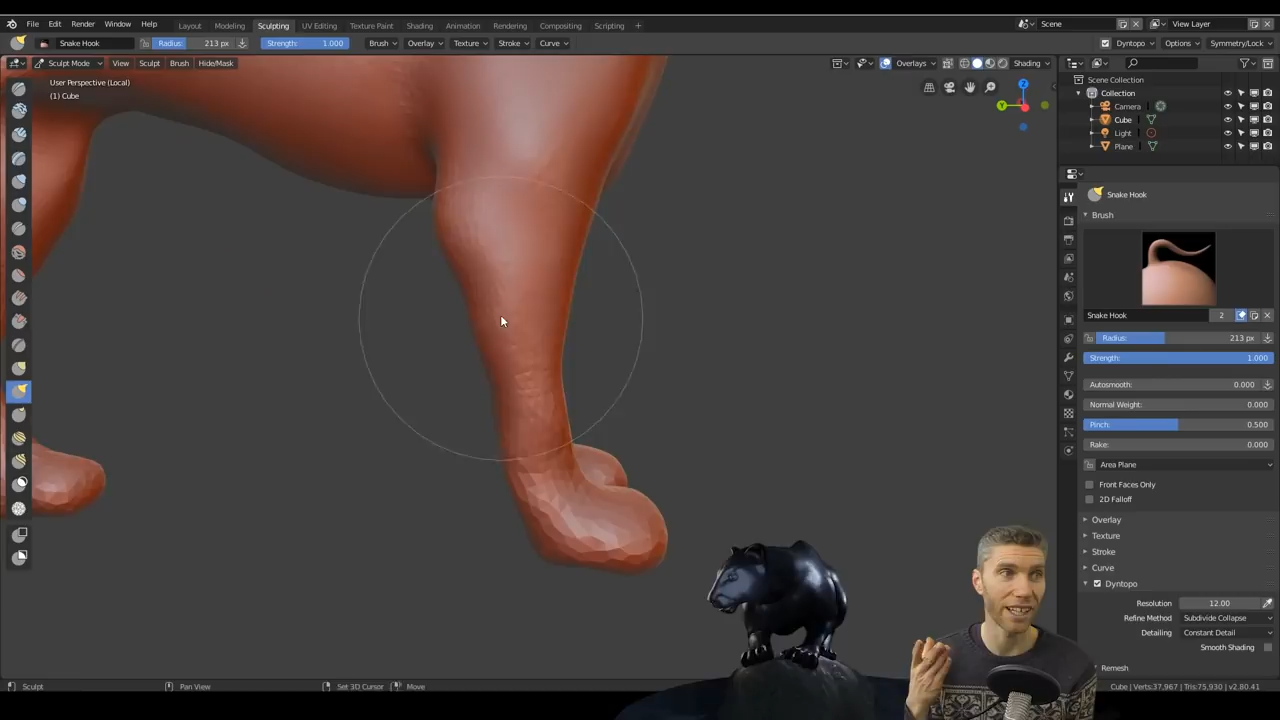 File Edit Render Window Help Layout Modeling Sculpting UV Editing Texture Paint Shading Animation Rendering Compositing Scripting + Scene View Layer
Snake Hook Radius: 213 px Strength: 1.000 Brush Overlay Texture Stroke Curve Dyntopo Options Symmetry/Lock
Sculpt Mode View Sculpt Brush Hide/Mask Overlays Shading
User Perspective (Local)
(1) Cube
Scene Collection
Collection
Camera
Cube
Light
Plane
Z
Y
Snake Hook
Brush
Snake Hook 2
Radius: 213 px
Strength: 1.000
Autosmooth: 0.000
Normal Weight: 0.000
Pinch: 0.500
Rake: 0.000
Area Plane
Front Faces Only
2D Falloff
Overlay
Texture
Stroke
Curve
Dyntopo
Resolution 12.00
Refine Method Subdivide Collapse
Detailing Constant Detail
Smooth Shading
Remesh
Sculpt Pan View Set 3D Cursor Move Cube | Verts:37,967 | Tris:75,930 | v2.80.41